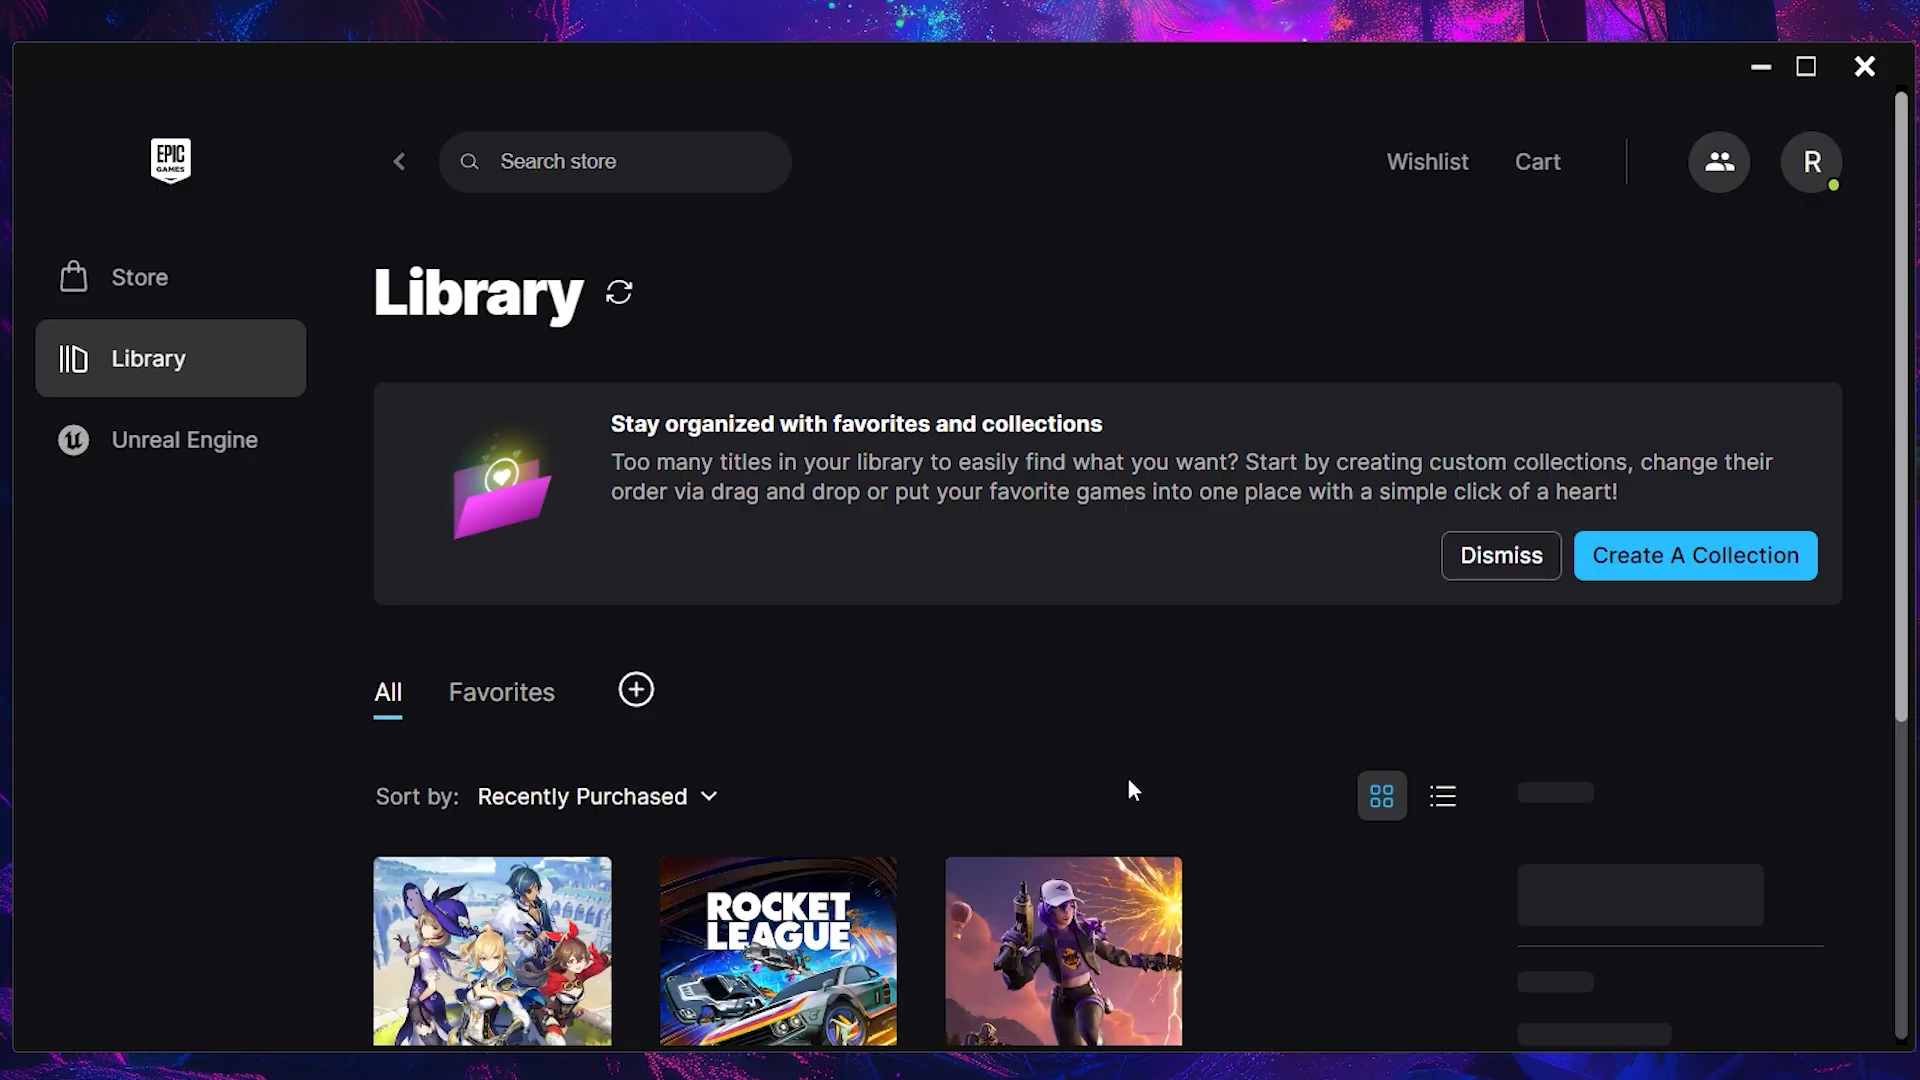 EPIC
GAMES
Search store
Wishlist
Cart
R
Store
Library
Unreal Engine
Library
Stay organized with favorites and collections
Too many titles in your library to easily find what you want? Start by creating custom collections, change their
order via drag and drop or put your favorite games into one place with a simple click of a heart!
Dismiss
Create A Collection
All
Favorites
Sort by:
Recently Purchased
ROCKET
LEAGUE